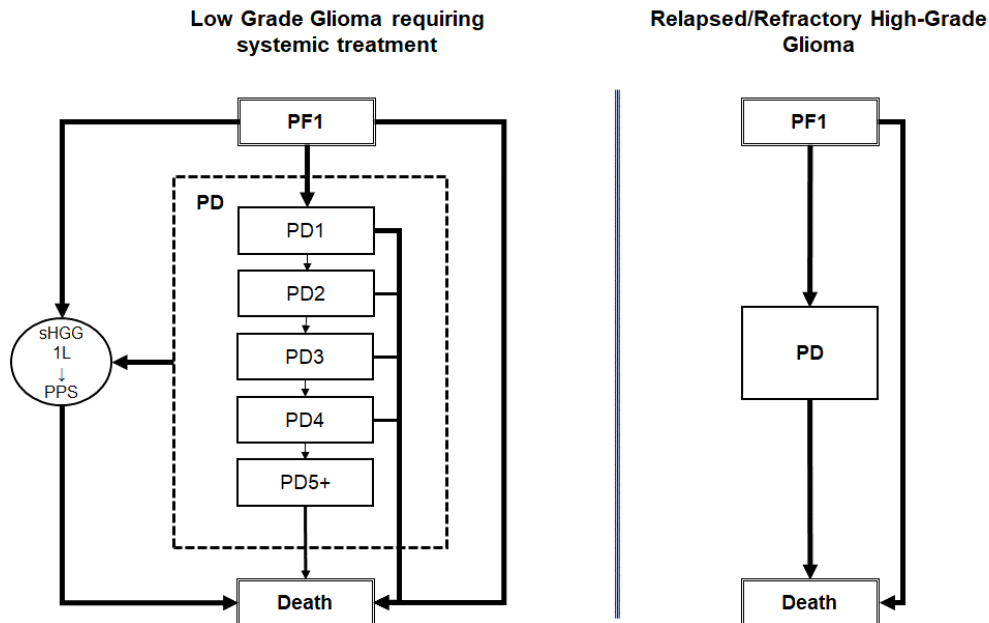 Low Grade Glioma requiring
systemic treatment
PF1
PD
PD1
PD2
PD3
PD4
PD5+
sHGG
1L
↓
PPS
Death
Relapsed/Refractory High-Grade
Glioma
PF1
PD
Death